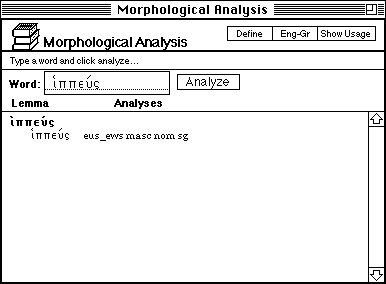 Morphological Analysis
Morphological Analysis
Define Eng-Gr Show Usage
Type a word and click analyze...
Word: ἱππεύς Analyze
Lemma Analyses
ἱππεύς
ἱππεύς eus_ews masc nom sg